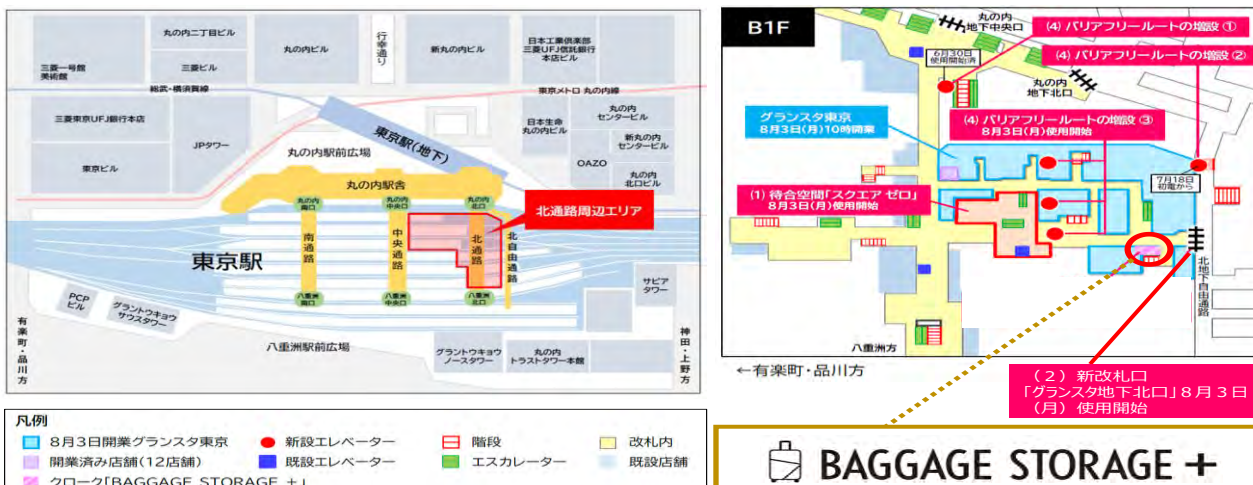 丸の内二丁目ビル
丸の内ビル
行幸通り
新丸の内ビル
日本工業倶楽部
三菱UFJ信託銀行
本店ビル
三菱一号館
美術館
三菱ビル
総武・横須賀線
東京メトロ 丸の内線
三菱東京UFJ銀行本店
JPタワー
東京ビル
丸の内駅前広場
東京駅(地下)
日本生命
丸の内ビル
丸の内
センタービル
新丸の内
センタービル
OAZO
丸の内
北口ビル
丸の内駅舎
丸の内
南口
丸の内
中央口
丸の内
北口
北通路周辺エリア
東京駅
南通路
中央通路
北通路
北自由通路
八重洲
南口
八重洲
中央口
八重洲
北口
サピア
タワー
PCP
ビル
グラントウキョウ
サウスタワー
八重洲駅前広場
グラントウキョウ
ノースタワー
丸の内
トラストタワー本館
有楽町・品川方
神田・上野方
B1F
丸の内
地下中央口
(4) バリアフリールートの増設 ①
6月30日
使用開始済
(4) バリアフリールートの増設 ②
丸の内
地下北口
グランスタ東京
8月3日(月)10時開業
(4) バリアフリールートの増設 ③
8月3日(月)使用開始
7月18日
初電から
(1) 待合空間「スクエア ゼロ」
8月3日(月)使用開始
北地下自由通路
八重洲方
←有楽町・品川方
(2) 新改札口
「グランスタ地下北口」8月3日
(月) 使用開始
凡例
8月3日開業グランスタ東京
新設エレベーター
階段
改札内
開業済み店舗(12店舗)
既設エレベーター
エスカレーター
既設店舗
クローク「BAGGAGE STORAGE +」
BAGGAGE STORAGE +